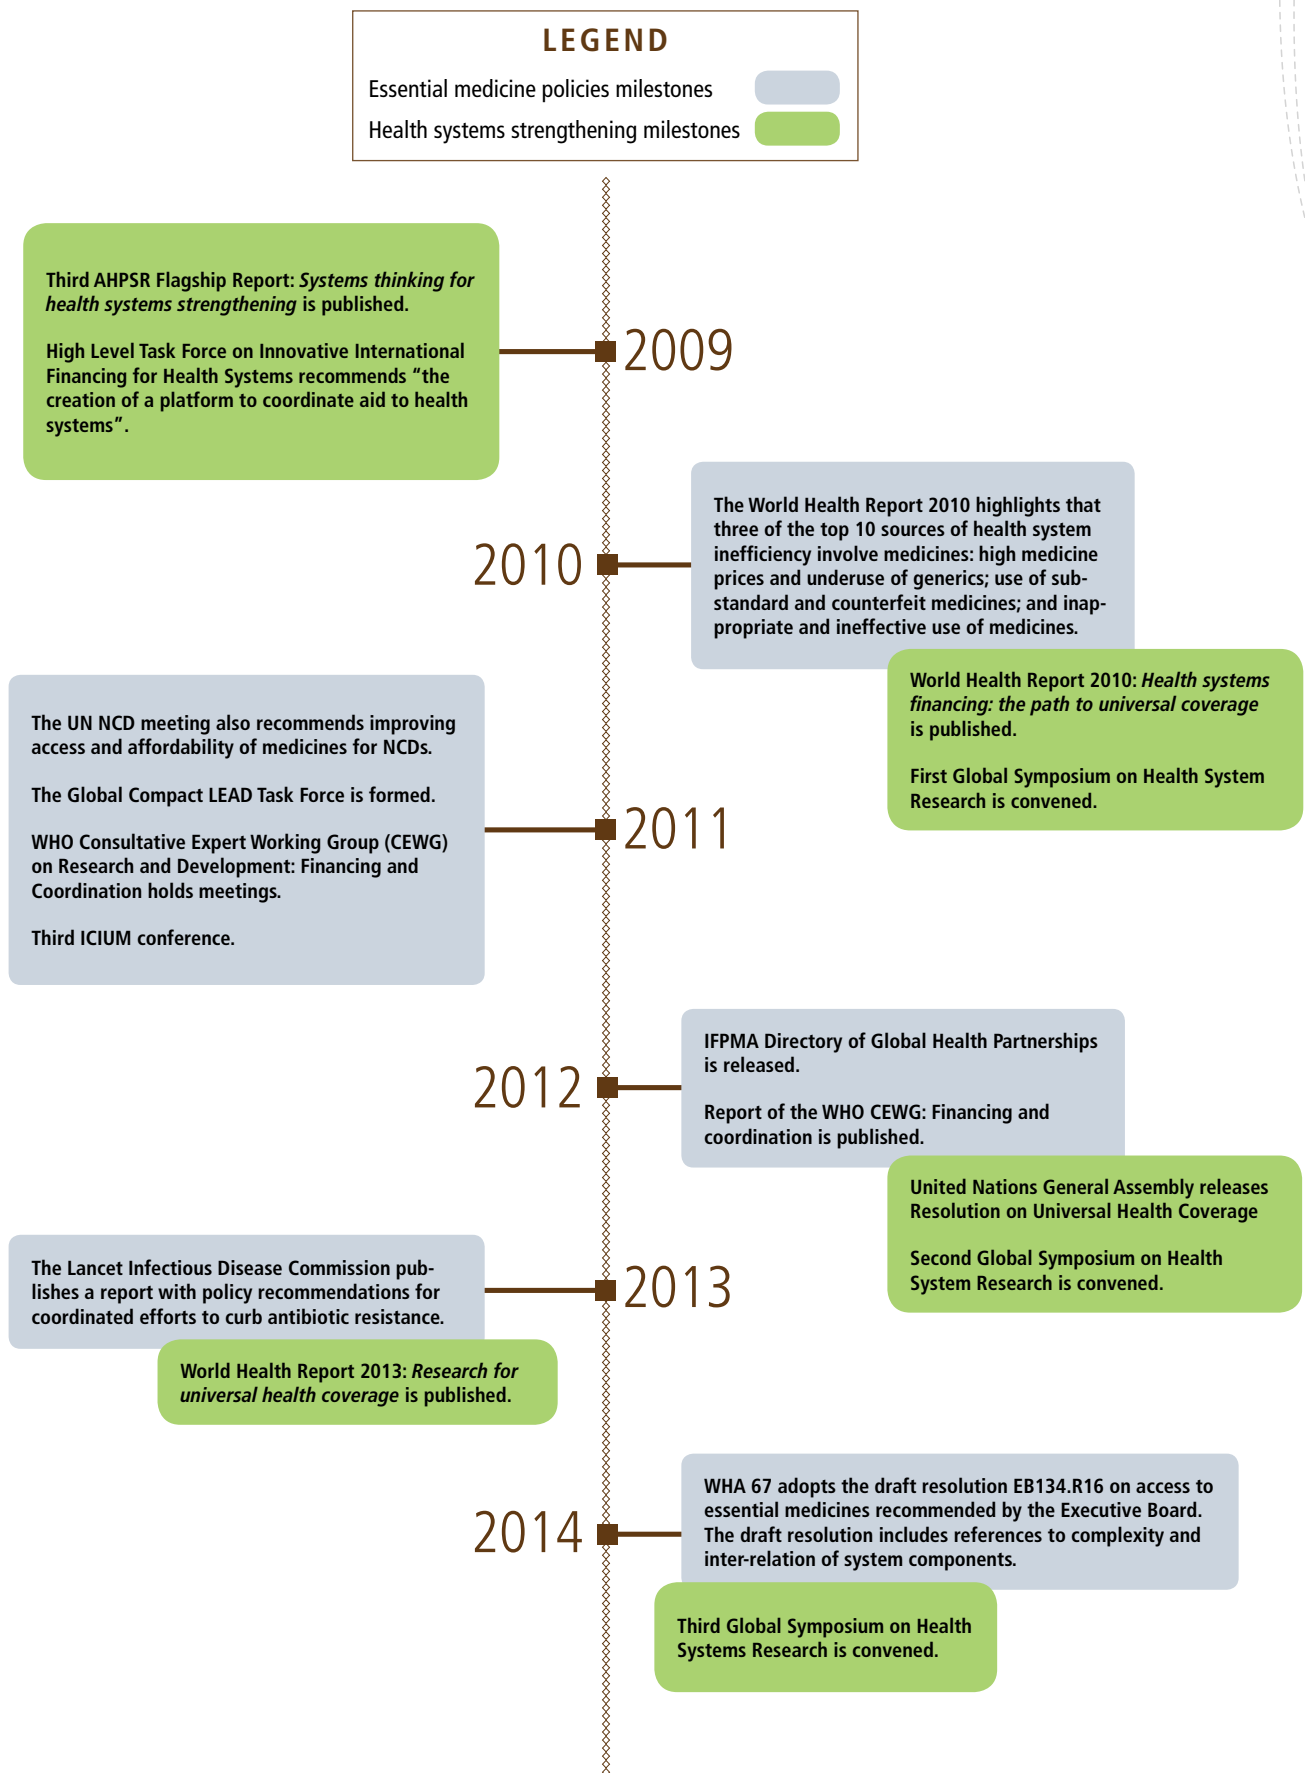 LEGEND
Essential medicine policies milestones
Health systems strengthening milestones
Third AHPSR Flagship Report: Systems thinking for
health systems strengthening is published.
High Level Task Force on Innovative International
Financing for Health Systems recommends “the
creation of a platform to coordinate aid to health
systems”.
2009
2010
The World Health Report 2010 highlights that
three of the top 10 sources of health system
inefficiency involve medicines: high medicine
prices and underuse of generics; use of sub-
standard and counterfeit medicines; and inap-
propriate and ineffective use of medicines.
World Health Report 2010: Health systems
financing: the path to universal coverage
is published.
First Global Symposium on Health System
Research is convened.
The UN NCD meeting also recommends improving
access and affordability of medicines for NCDs.
The Global Compact LEAD Task Force is formed.
WHO Consultative Expert Working Group (CEWG)
on Research and Development: Financing and
Coordination holds meetings.
Third ICIUM conference.
2011
2012
IFPMA Directory of Global Health Partnerships
is released.
Report of the WHO CEWG: Financing and
coordination is published.
United Nations General Assembly releases
Resolution on Universal Health Coverage
Second Global Symposium on Health
System Research is convened.
The Lancet Infectious Disease Commission pub-
lishes a report with policy recommendations for
coordinated efforts to curb antibiotic resistance.
2013
World Health Report 2013: Research for
universal health coverage is published.
2014
WHA 67 adopts the draft resolution EB134.R16 on access to
essential medicines recommended by the Executive Board.
The draft resolution includes references to complexity and
inter-relation of system components.
Third Global Symposium on Health
Systems Research is convened.